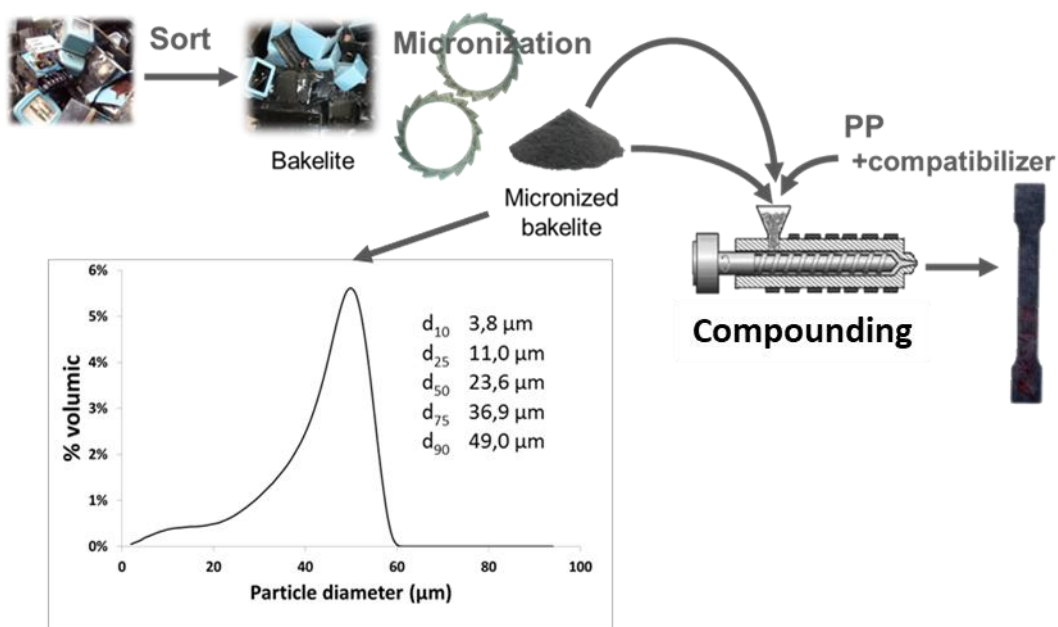 Sort
Micronization
Bakelite
Micronized
bakelite
PP
+compatibilizer
Compounding
6%
5%
4%
3%
2%
1%
0%
% volumic
d10 3,8 µm
d25 11,0 µm
d50 23,6 µm
d75 36,9 µm
d90 49,0 µm
0 20 40 60 80 100
Particle diameter (µm)